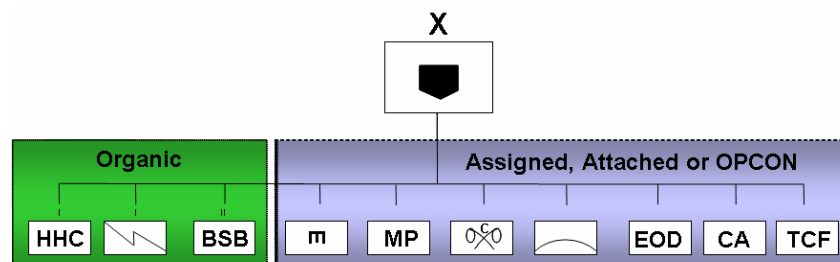 X
Organic
Assigned, Attached or OPCON
HHC
BSB
E
MP
C
EOD
CA
TCF